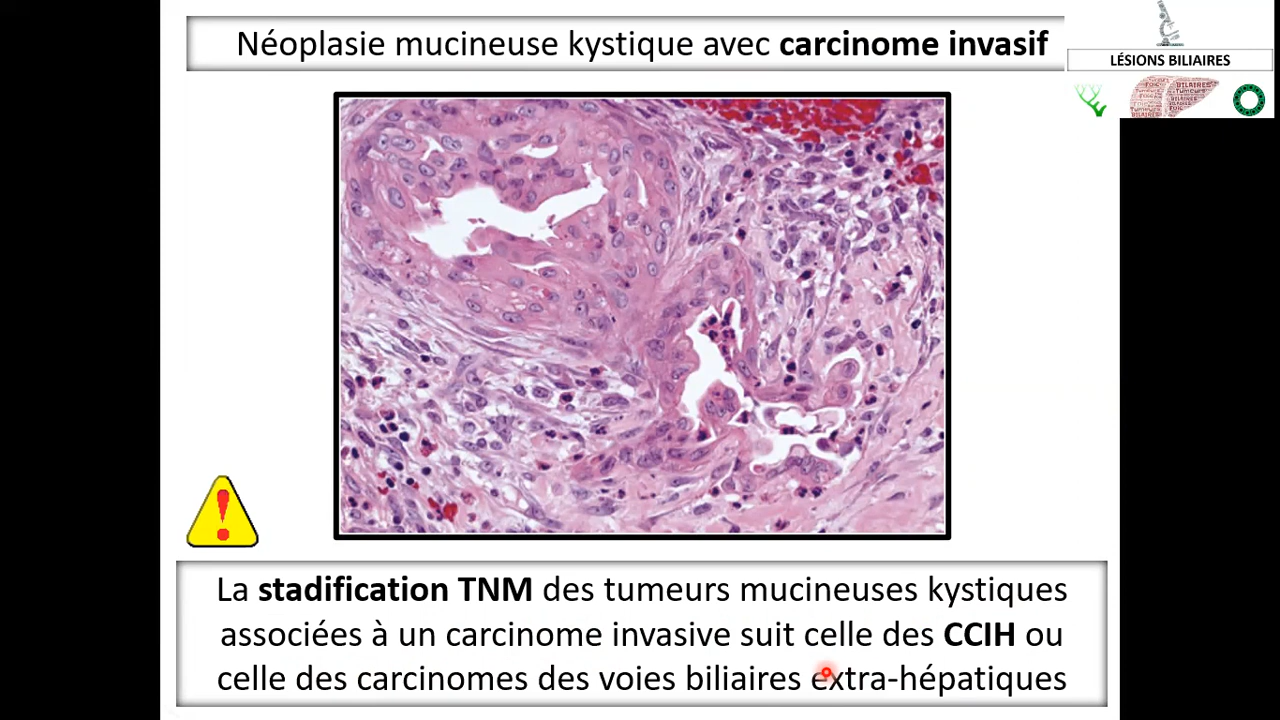 Néoplasie mucineuse kystique avec carcinome invasif
LÉSIONS BILIAIRES
La stadification TNM des tumeurs mucineuses kystiques
associées à un carcinome invasive suit celle des CCIH ou
celle des carcinomes des voies biliaires extra-hépatiques